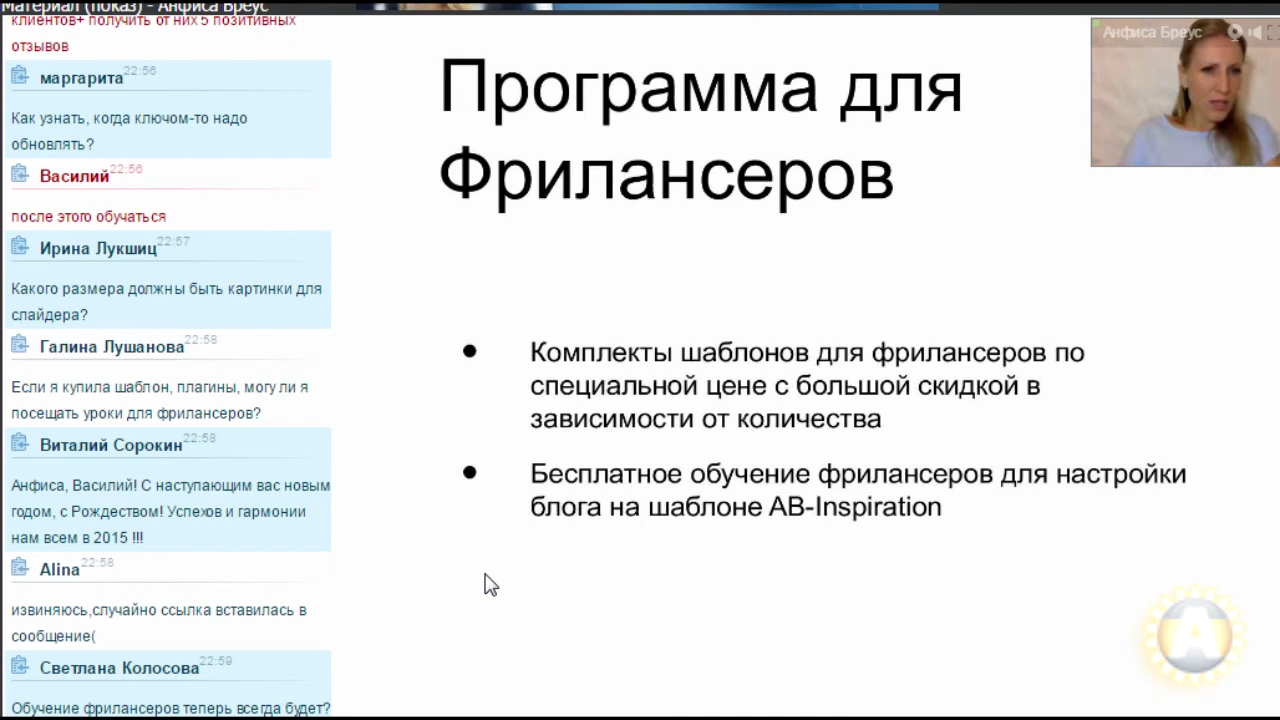 Материал (показ) - Анфиса Бреус
клиентов+ получить от них 5 позитивных
отзывов
маргарита 22:56
Как узнать, когда ключом-то надо
обновлять?
Василий 22:56
после этого обучаться
Ирина Лукшиц 22:57
Какого размера должны быть картинки для
слайдера?
Галина Лушанова 22:58
Если я купила шаблон, плагины, могу ли я
посещать уроки для фрилансеров?
Виталий Сорокин 22:58
Анфиса, Василий! С наступающим вас новым
годом, с Рождеством! Успехов и гармонии
нам всем в 2015 !!!
Alina 22:58
извиняюсь,случайно ссылка вставилась в
сообщение(
Светлана Колосова 22:59
Обучение фрилансеров теперь всегда будет?
Программа для
Фрилансеров
● Комплекты шаблонов для фрилансеров по
специальной цене с большой скидкой в
зависимости от количества
● Бесплатное обучение фрилансеров для настройки
блога на шаблоне AB-Inspiration
Анфиса Бреус
A